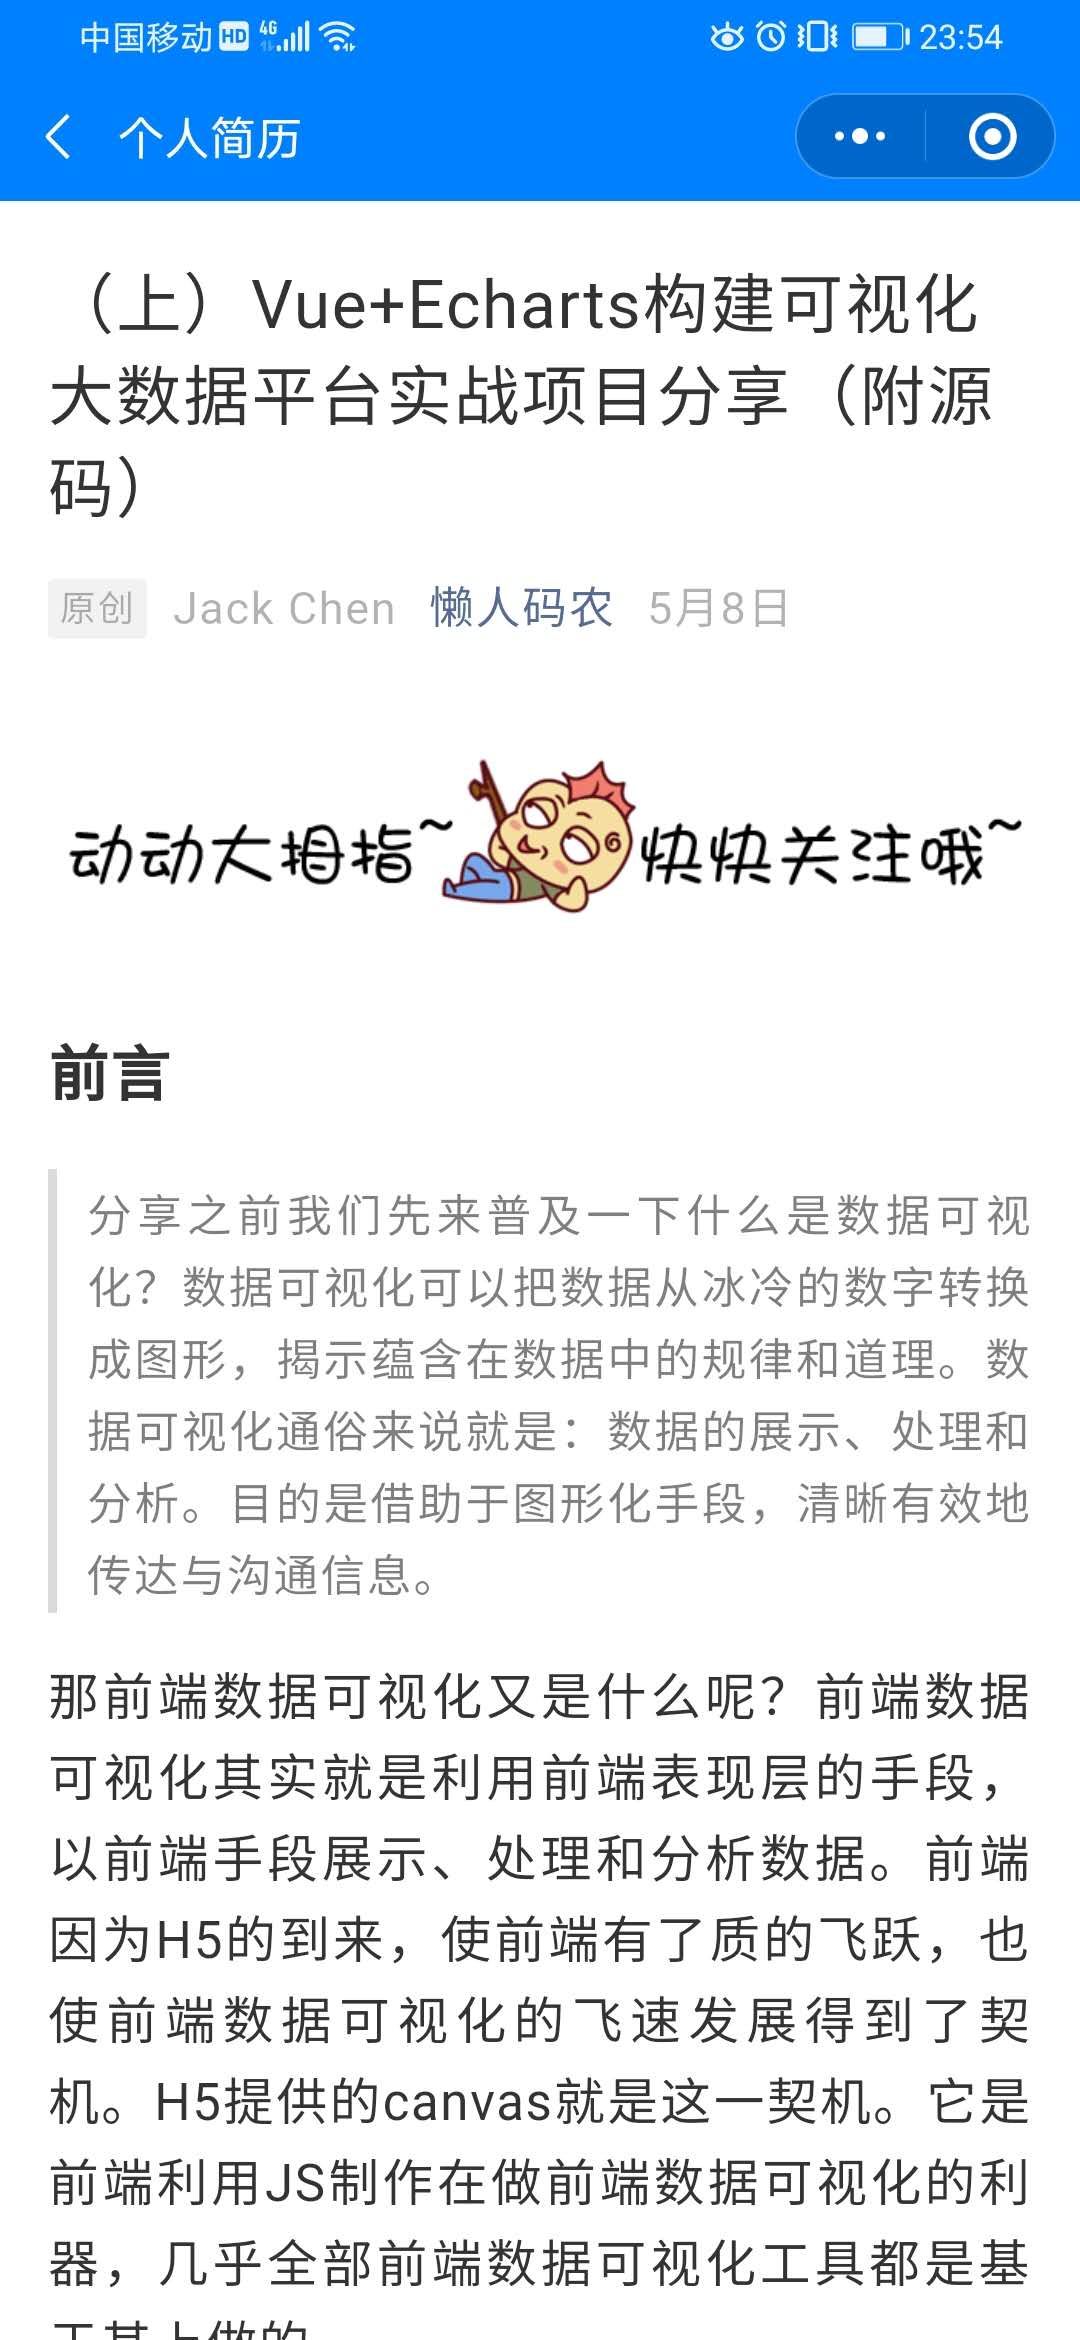 中国移动 HD 4G 23:54
个人简历
（上）Vue+Echarts构建可视化
大数据平台实战项目分享（附源
码）
原创 Jack Chen 懒人码农 5月8日
动动大拇指~ 快快关注哦~
前言
分享之前我们先来普及一下什么是数据可视
化？数据可视化可以把数据从冰冷的数字转换
成图形，揭示蕴含在数据中的规律和道理。数
据可视化通俗来说就是：数据的展示、处理和
分析。目的是借助于图形化手段，清晰有效地
传达与沟通信息。
那前端数据可视化又是什么呢？前端数据
可视化其实就是利用前端表现层的手段，
以前端手段展示、处理和分析数据。前端
因为H5的到来，使前端有了质的飞跃，也
使前端数据可视化的飞速发展得到了契
机。H5提供的canvas就是这一契机。它是
前端利用JS制作在做前端数据可视化的利
器，几乎全部前端数据可视化工具都是基
于其上做的